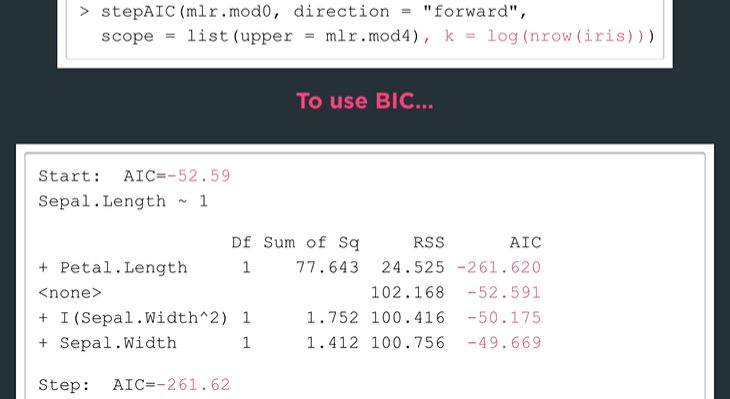 > stepAIC(mlr.mod0, direction = "forward",
scope = list(upper = mlr.mod4), k = log(nrow(iris)))
To use BIC...
Start: AIC=-52.59
Sepal.Length ~ 1
Df Sum of Sq RSS AIC
+ Petal.Length 1 77.643 24.525 -261.620
<none> 102.168 -52.591
+ I(Sepal.Width^2) 1 1.752 100.416 -50.175
+ Sepal.Width 1 1.412 100.756 -49.669
Step: AIC=-261.62